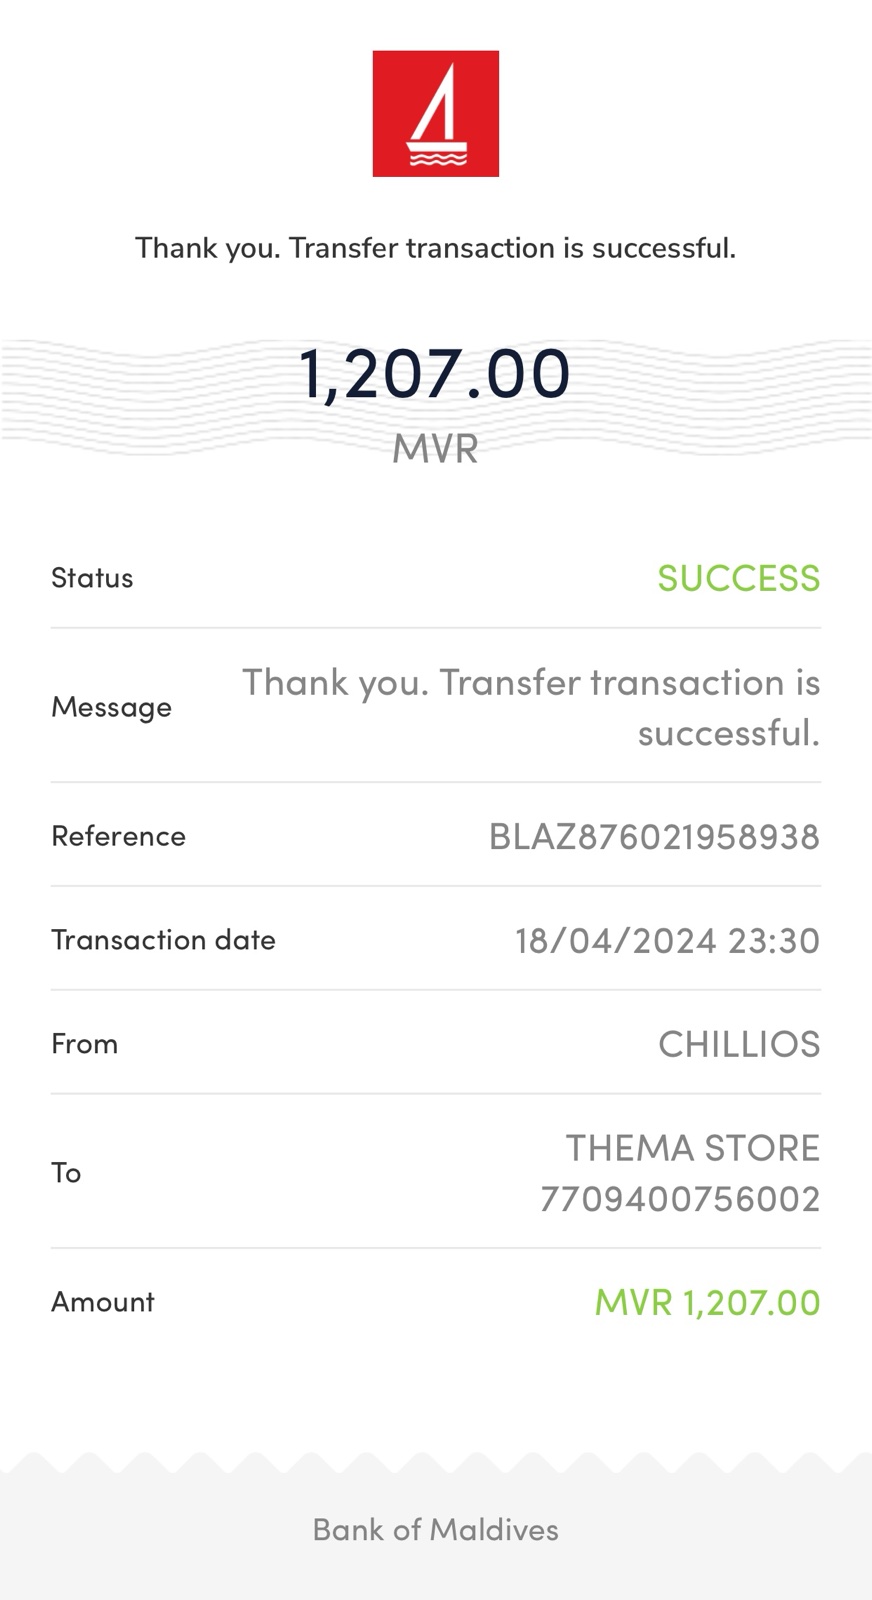 Thank you. Transfer transaction is successful.
1,207.00
MVR
Status
SUCCESS
Message
Thank you. Transfer transaction is
successful.
Reference
BLAZ876021958938
Transaction date
18/04/2024 23:30
From
CHILLIOS
To
THEMA STORE
7709400756002
Amount
MVR 1,207.00
Bank of Maldives